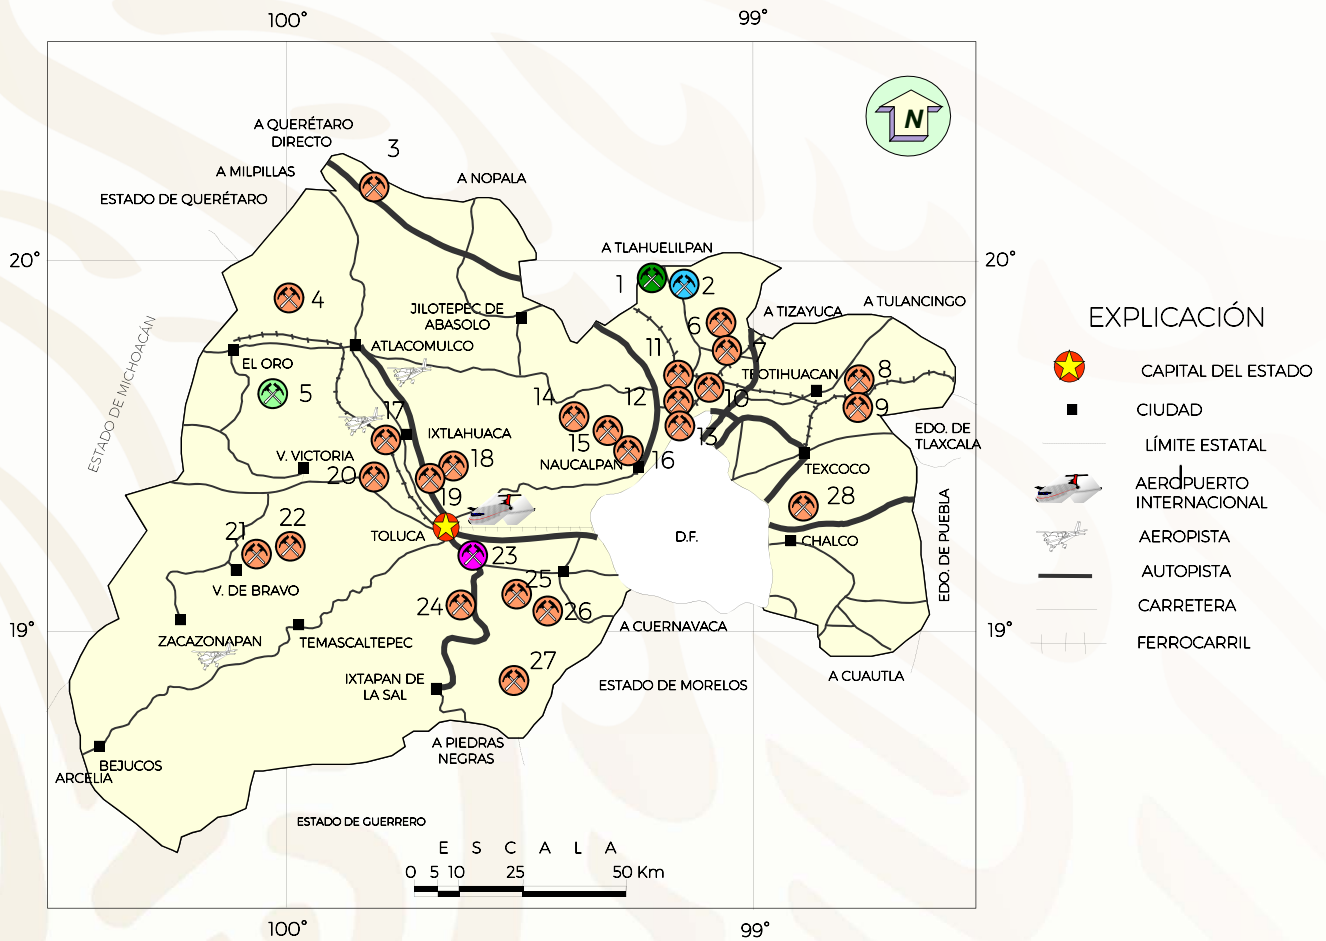 100°
99°
A QUERÉTARO
DIRECTO
3
A MILPILLAS
A NOPALA
ESTADO DE QUERÉTARO
N
20°
20°
A TLAHUELILPAN
1
2
4
JILOTEPEC DE
ABASOLO
6
A TIZAYUCA
A TULANCINGO
ESTADO DE MICHOACÁN
ATLACOMULCO
EL ORO
11
7
TEOTIHUACAN
8
5
14
12
10
9
17
15
13
IXTLAHUACA
NAUCALPAN
16
EDO. DE
TLAXCALA
V. VICTORIA
20
18
TEXCOCO
19
28
TOLUCA
D.F.
CHALCO
EDO. DE PUEBLA
21
22
23
V. DE BRAVO
25
24
26
19°
19°
ZACAZONAPAN
TEMASCALTEPEC
A CUERNAVACA
27
IXTAPAN DE
LA SAL
ESTADO DE MORELOS
A CUAUTLA
A PIEDRAS
NEGRAS
BEJUCOS
ARCELIA
ESTADO DE GUERRERO
E S C A L A
0 5 10 25 50 Km
100°
99°
EXPLICACIÓN
CAPITAL DEL ESTADO
CIUDAD
LÍMITE ESTATAL
AEROPUERTO
INTERNACIONAL
AEROPISTA
AUTOPISTA
CARRETERA
FERROCARRIL